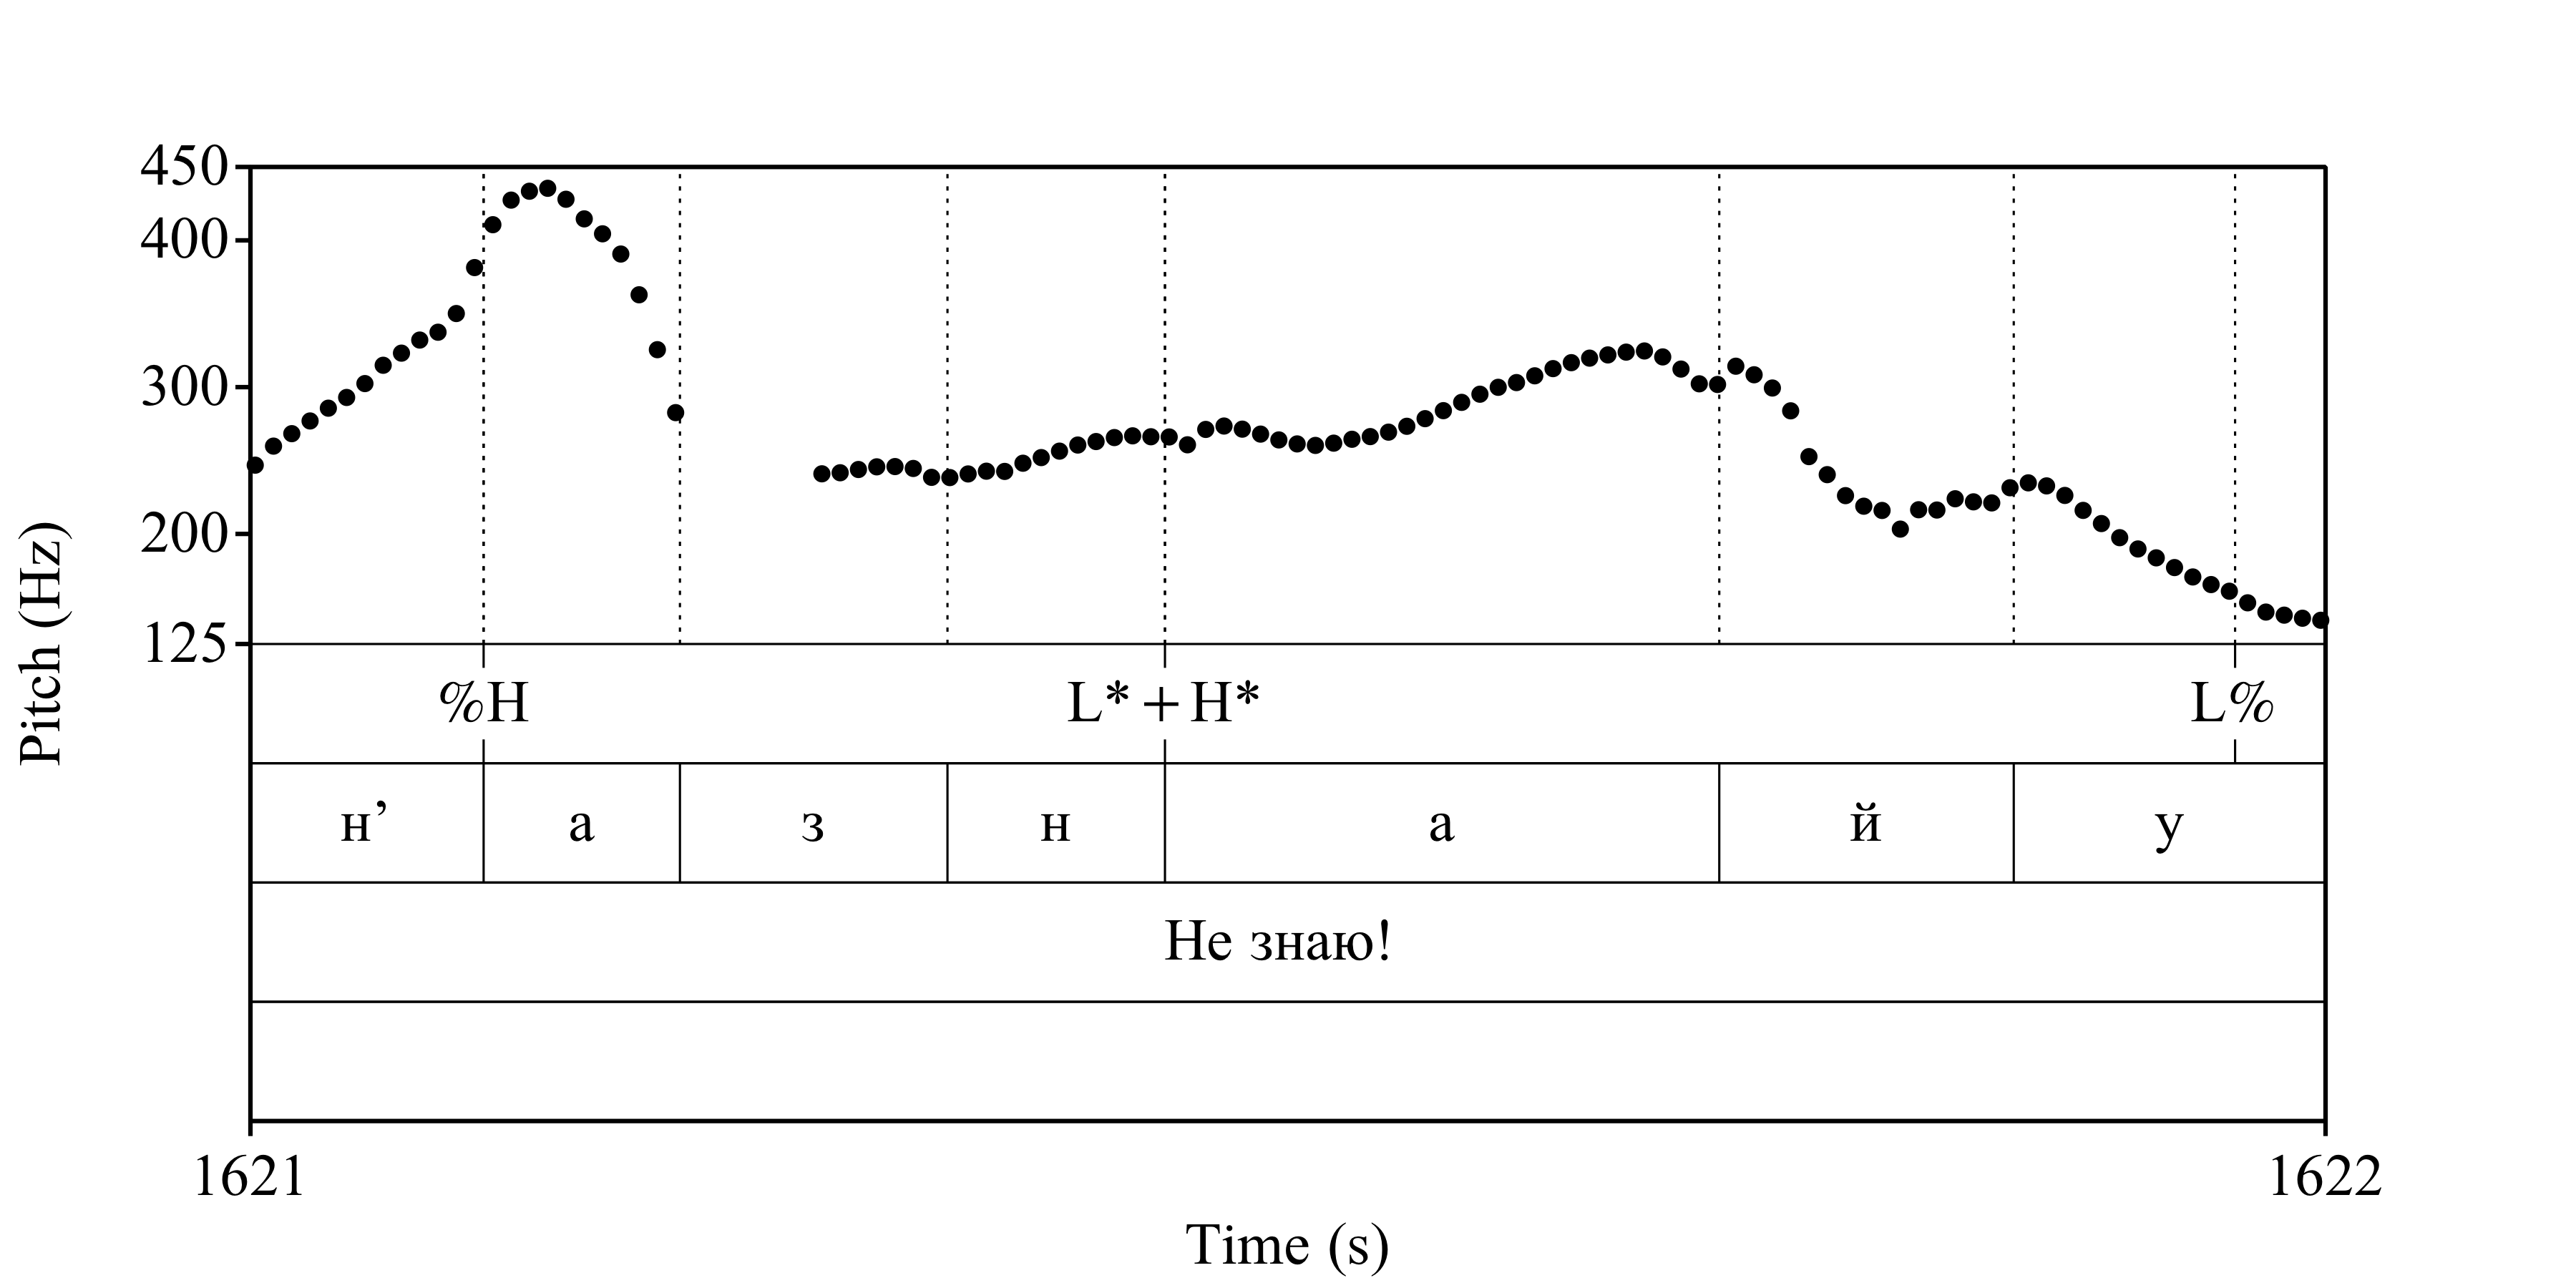 450
400
300
200
125
Pitch (Hz)
%H L*+H* L%
н’ а з н а й у
Не знаю!
1621 1622
Time (s)